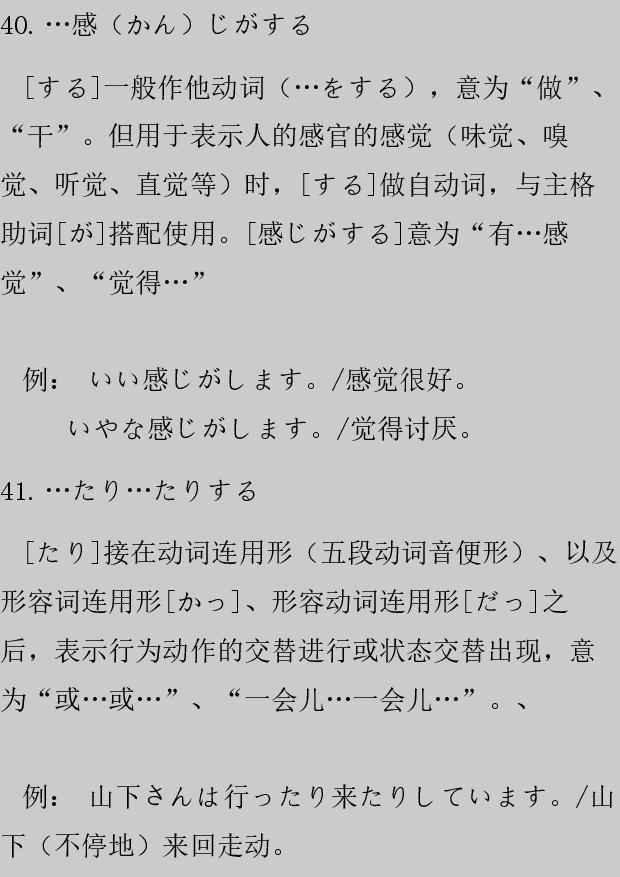 40. …感（かん）じがする
[する]一般作他动词（…をする），意为“做”、
“干”。但用于表示人的感官的感觉（味觉、嗅
觉、听觉、直觉等）时，[する]做自动词，与主格
助词[が]搭配使用。[感じがする]意为“有…感
觉”、“觉得…”
例： いい感じがします。/感觉很好。
いやな感じがします。/觉得讨厌。
41. …たり…たりする
[たり]接在动词连用形（五段动词音便形）、以及
形容词连用形[かっ]、形容动词连用形[だっ]之
后，表示行为动作的交替进行或状态交替出现，意
为“或…或…”、“一会儿…一会儿…”。、
例： 山下さんは行ったり来たりしています。/山
下（不停地）来回走动。